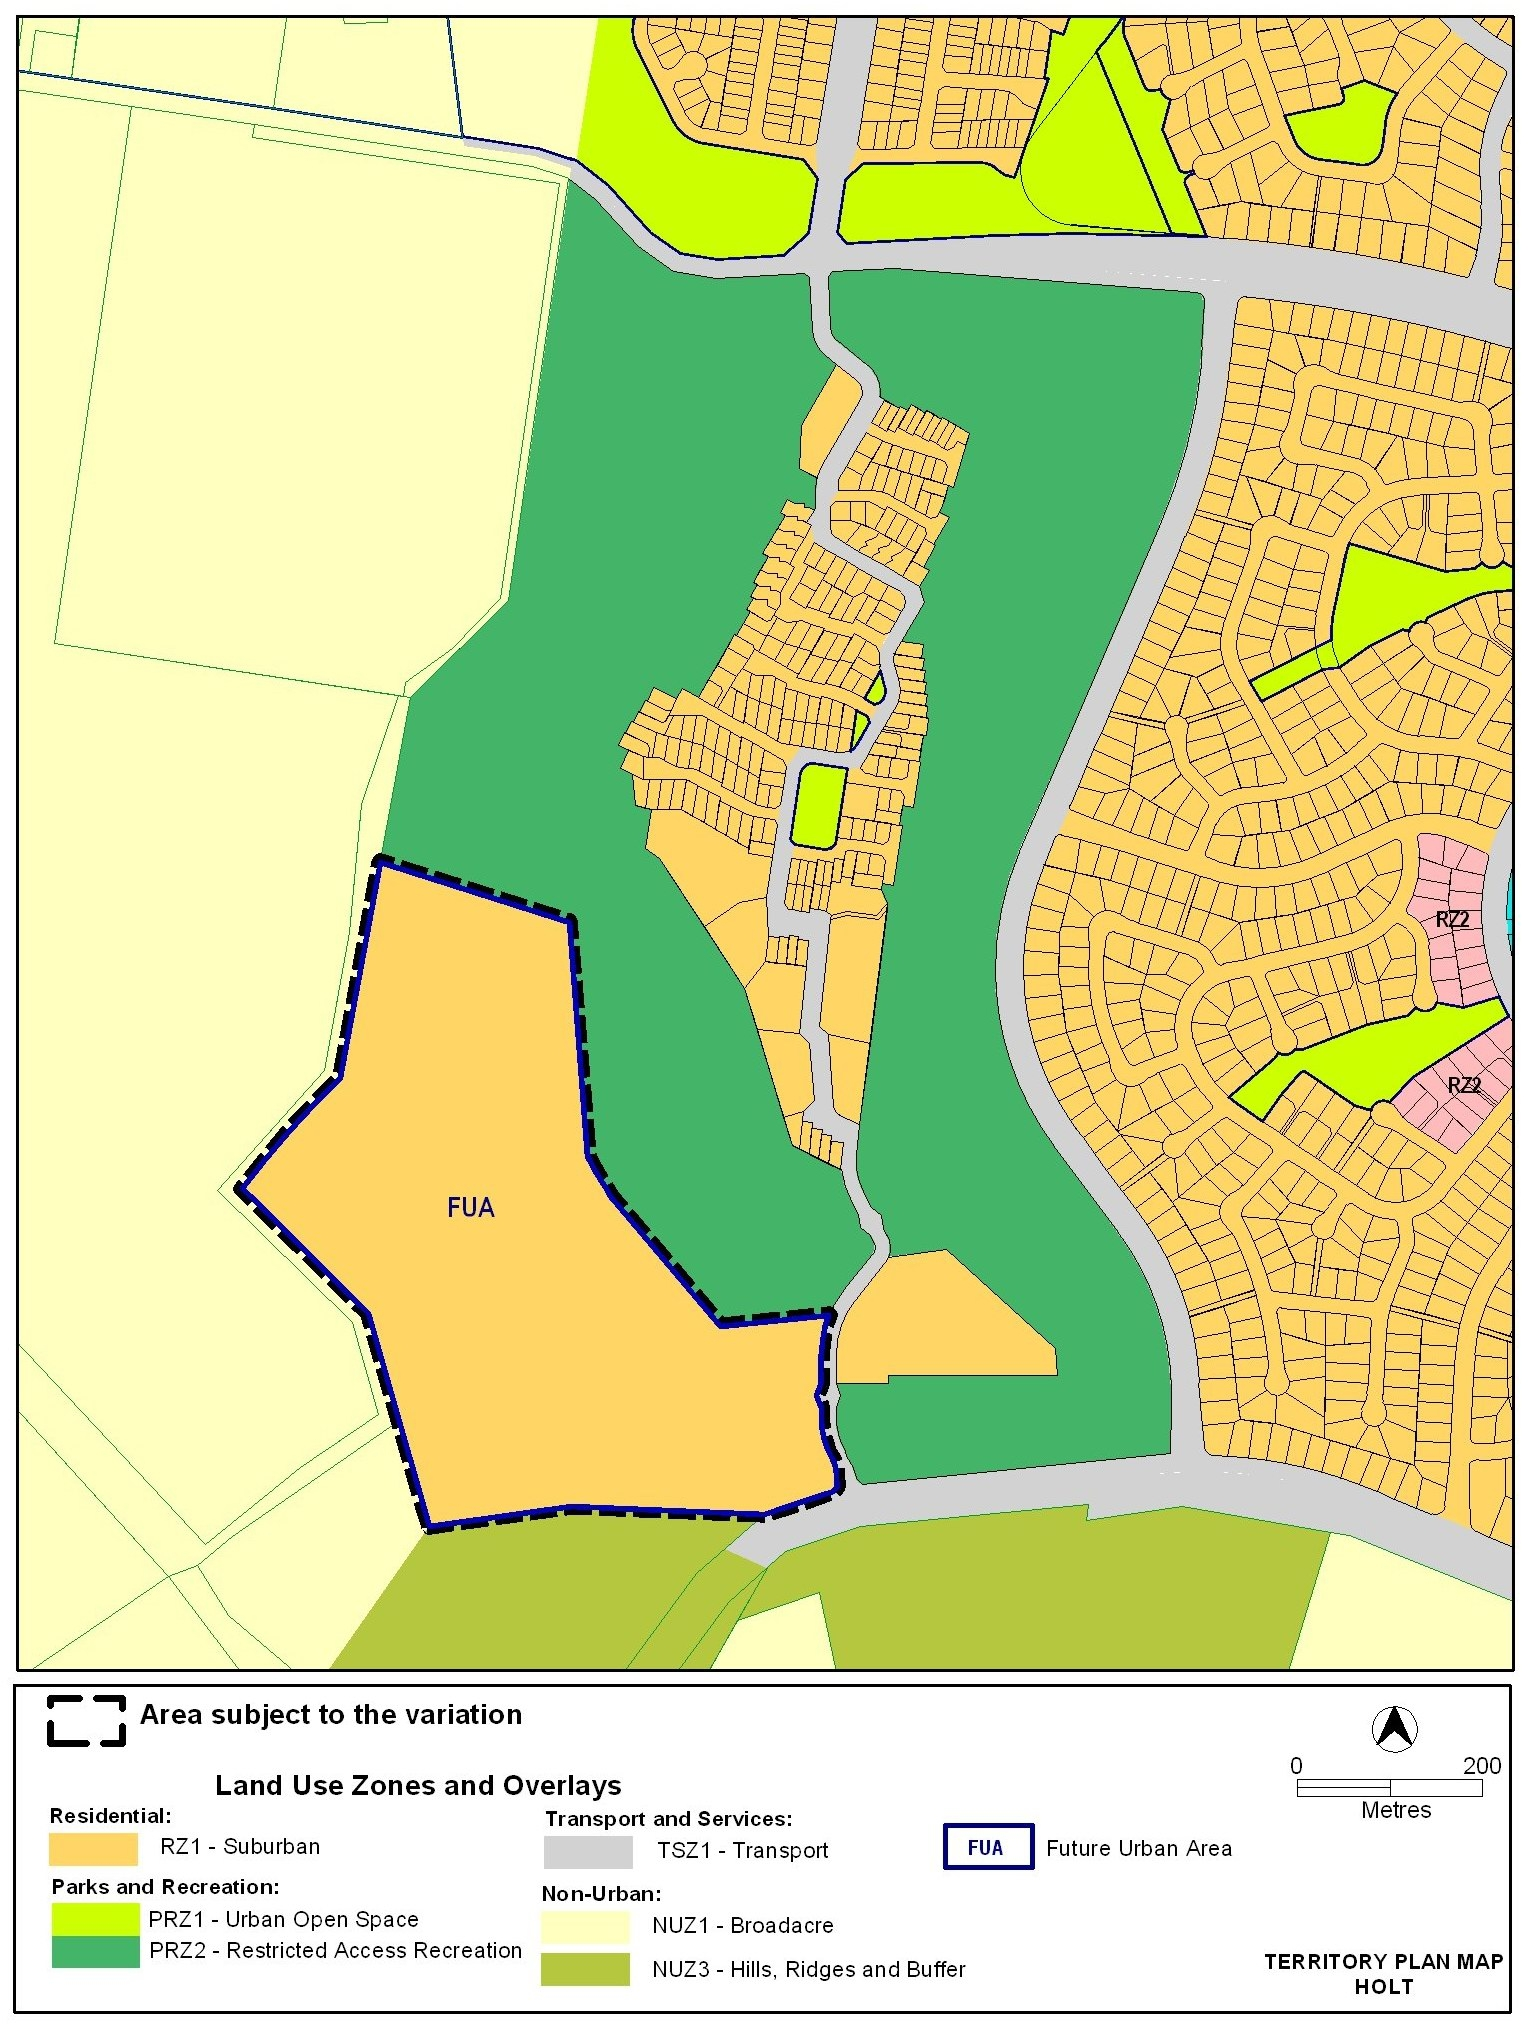 RZ2
RZ2
FUA
Area subject to the variation
Land Use Zones and Overlays
Residential:
RZ1 - Suburban
Parks and Recreation:
PRZ1 - Urban Open Space
PRZ2 - Restricted Access Recreation
Transport and Services:
TSZ1 - Transport
Non-Urban:
NUZ1 - Broadacre
NUZ3 - Hills, Ridges and Buffer
FUA Future Urban Area
0 200
Metres
TERRITORY PLAN MAP
HOLT